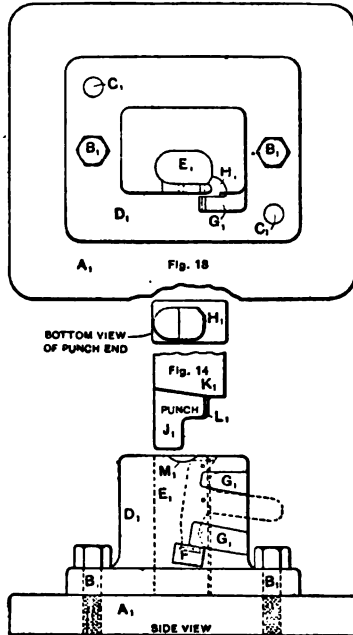 C₁
B₁
B₁
E₁
H₁
G₁
D₁
C₁
A₁
Fig. 18
BOTTOM VIEW
OF PUNCH END
H₁
Fig. 14
K₁
PUNCH
L₁
J₁
M₁
E₁
G₁
D₁
G₁
F
B₁
B₁
A₁
SIDE VIEW